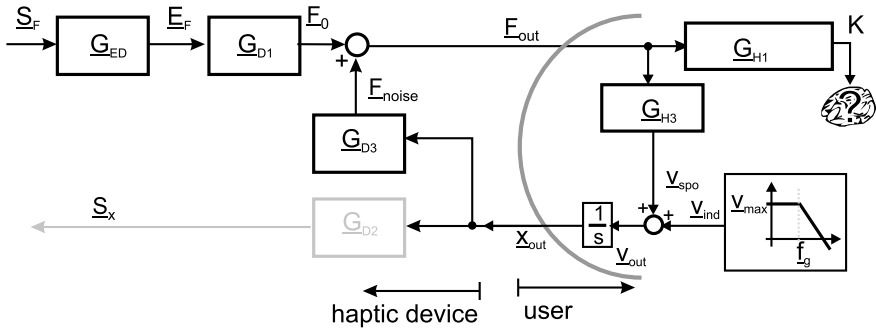 S_F
G_ED
E_F
G_D1
F_0
+
F_out
G_H1
K
?
F_noise
G_D3
G_H3
v_spo
+
+
v_ind
v_max
f_g
S_x
G_D2
x_out
1
s
v_out
haptic device
user